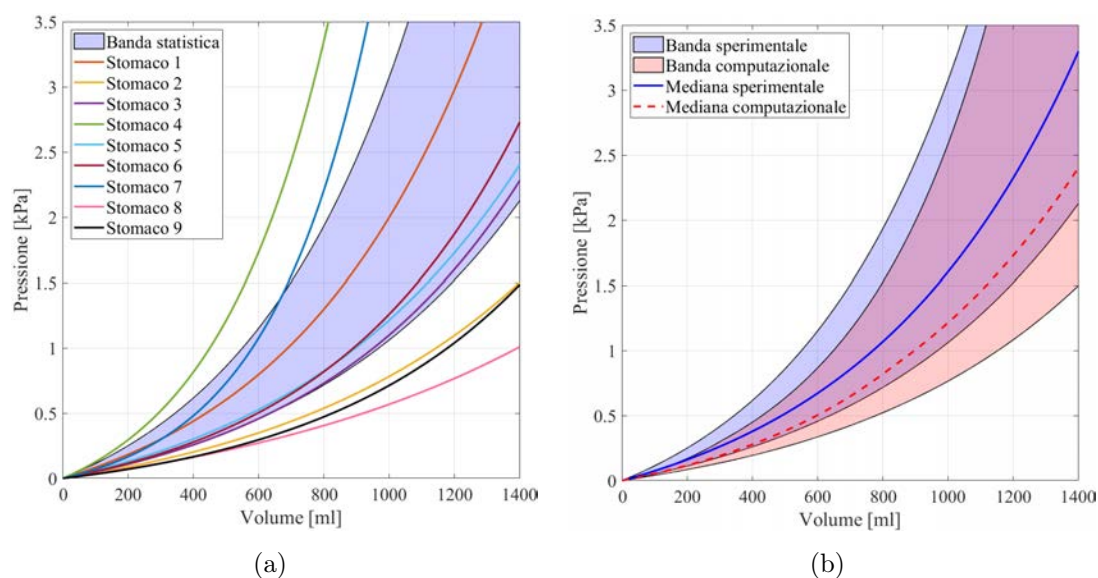 3.5
3
2.5
2
1.5
1
0.5
0
Pressione [kPa]
Banda statistica
Stomaco 1
Stomaco 2
Stomaco 3
Stomaco 4
Stomaco 5
Stomaco 6
Stomaco 7
Stomaco 8
Stomaco 9
0 200 400 600 800 1000 1200 1400
Volume [ml]
(a)
3.5
3
2.5
2
1.5
1
0.5
0
Pressione [kPa]
Banda sperimentale
Banda computazionale
Mediana sperimentale
Mediana computazionale
0 200 400 600 800 1000 1200 1400
Volume [ml]
(b)